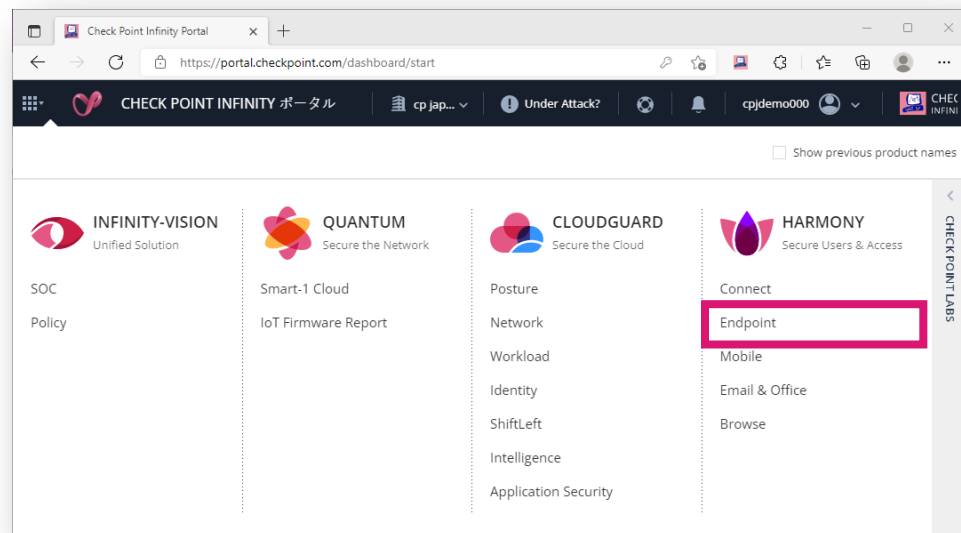 Check Point Infinity Portal
https://portal.checkpoint.com/dashboard/start
CHECK POINT INFINITY ポータル
cp jap...
Under Attack?
cpjdemo000
CHEC
INFINI
Show previous product names
INFINITY-VISION
Unified Solution
SOC
Policy
QUANTUM
Secure the Network
Smart-1 Cloud
IoT Firmware Report
CLOUDGUARD
Secure the Cloud
Posture
Network
Workload
Identity
ShiftLeft
Intelligence
Application Security
HARMONY
Secure Users & Access
Connect
Endpoint
Mobile
Email & Office
Browse
CHECK POINT LABS